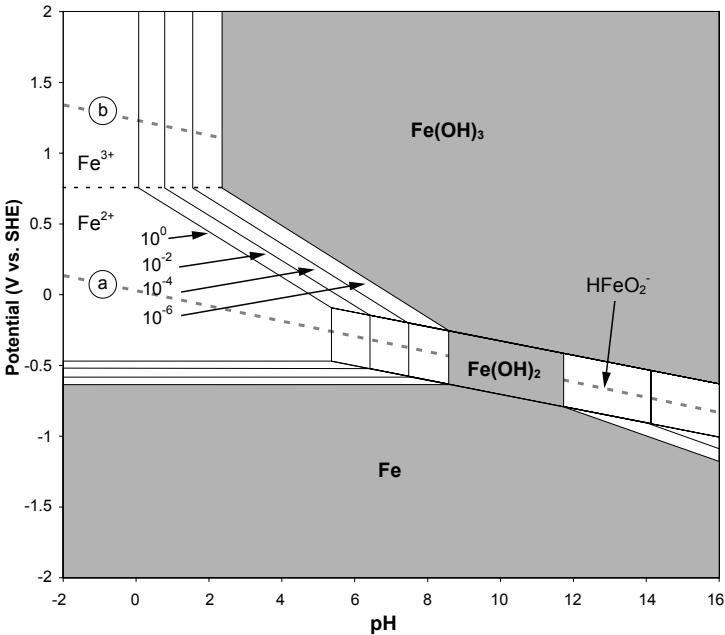 2
1.5
1
0.5
0
-0.5
-1
-1.5
-2
Potential (V vs. SHE)
b
Fe(OH)₃
Fe³⁺
Fe²⁺
10⁰
10⁻²
10⁻⁴
10⁻⁶
a
HFeO₂⁻
Fe(OH)₂
Fe
-2 0 2 4 6 8 10 12 14 16
pH